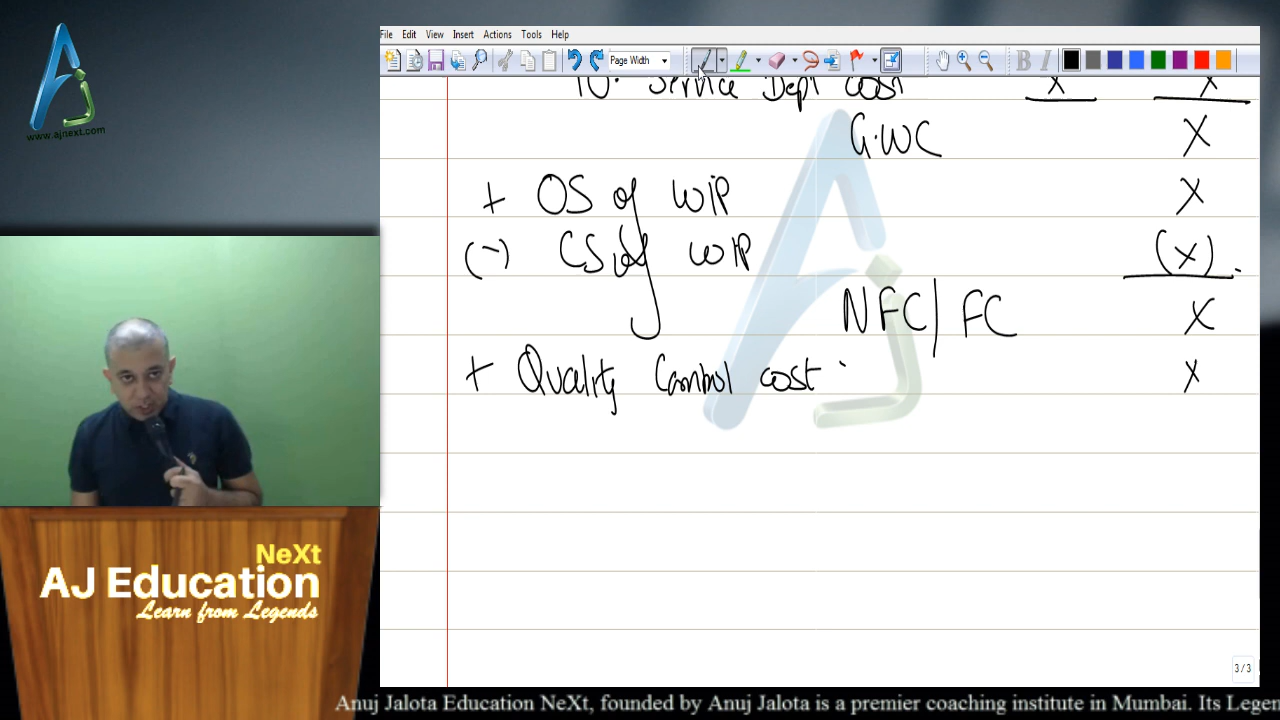 www.ajnext.com
File Edit View Insert Actions Tools Help
Page Width
B I
10. Service Dept cost X X
G.WC X
+ OS of WIP X
(-) CS of WIP (X)
NFC | FC X
+ Quality Control cost X
3/3
NeXt
AJ Education
Learn from Legends
Anuj Jalota Education NeXt, founded by Anuj Jalota is a premier coaching institute in Mumbai. Its Legen